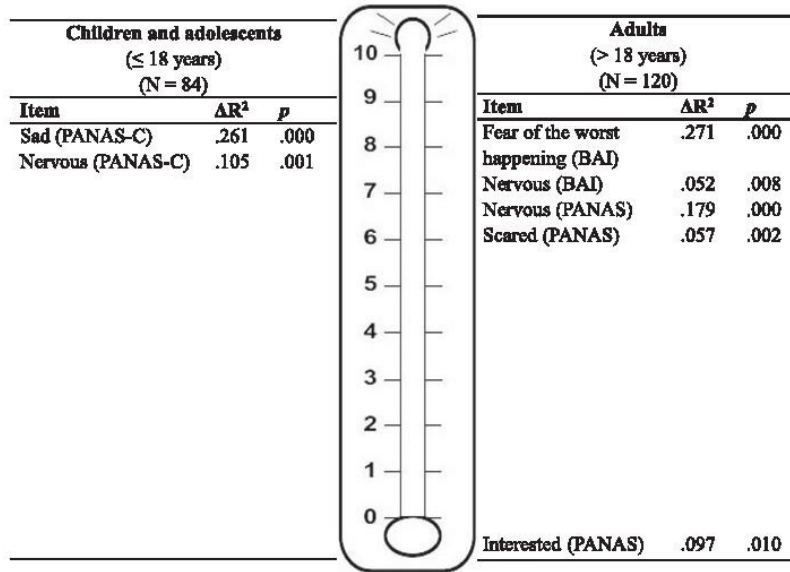 Children and adolescents
(≤ 18 years)
(N = 84)
Item ΔR² p
Sad (PANAS-C) .261 .000
Nervous (PANAS-C) .105 .001
10
9
8
7
6
5
4
3
2
1
0
Adults
(> 18 years)
(N = 120)
Item ΔR² p
Fear of the worst .271 .000
happening (BAI)
Nervous (BAI) .052 .008
Nervous (PANAS) .179 .000
Scared (PANAS) .057 .002
Interested (PANAS) .097 .010